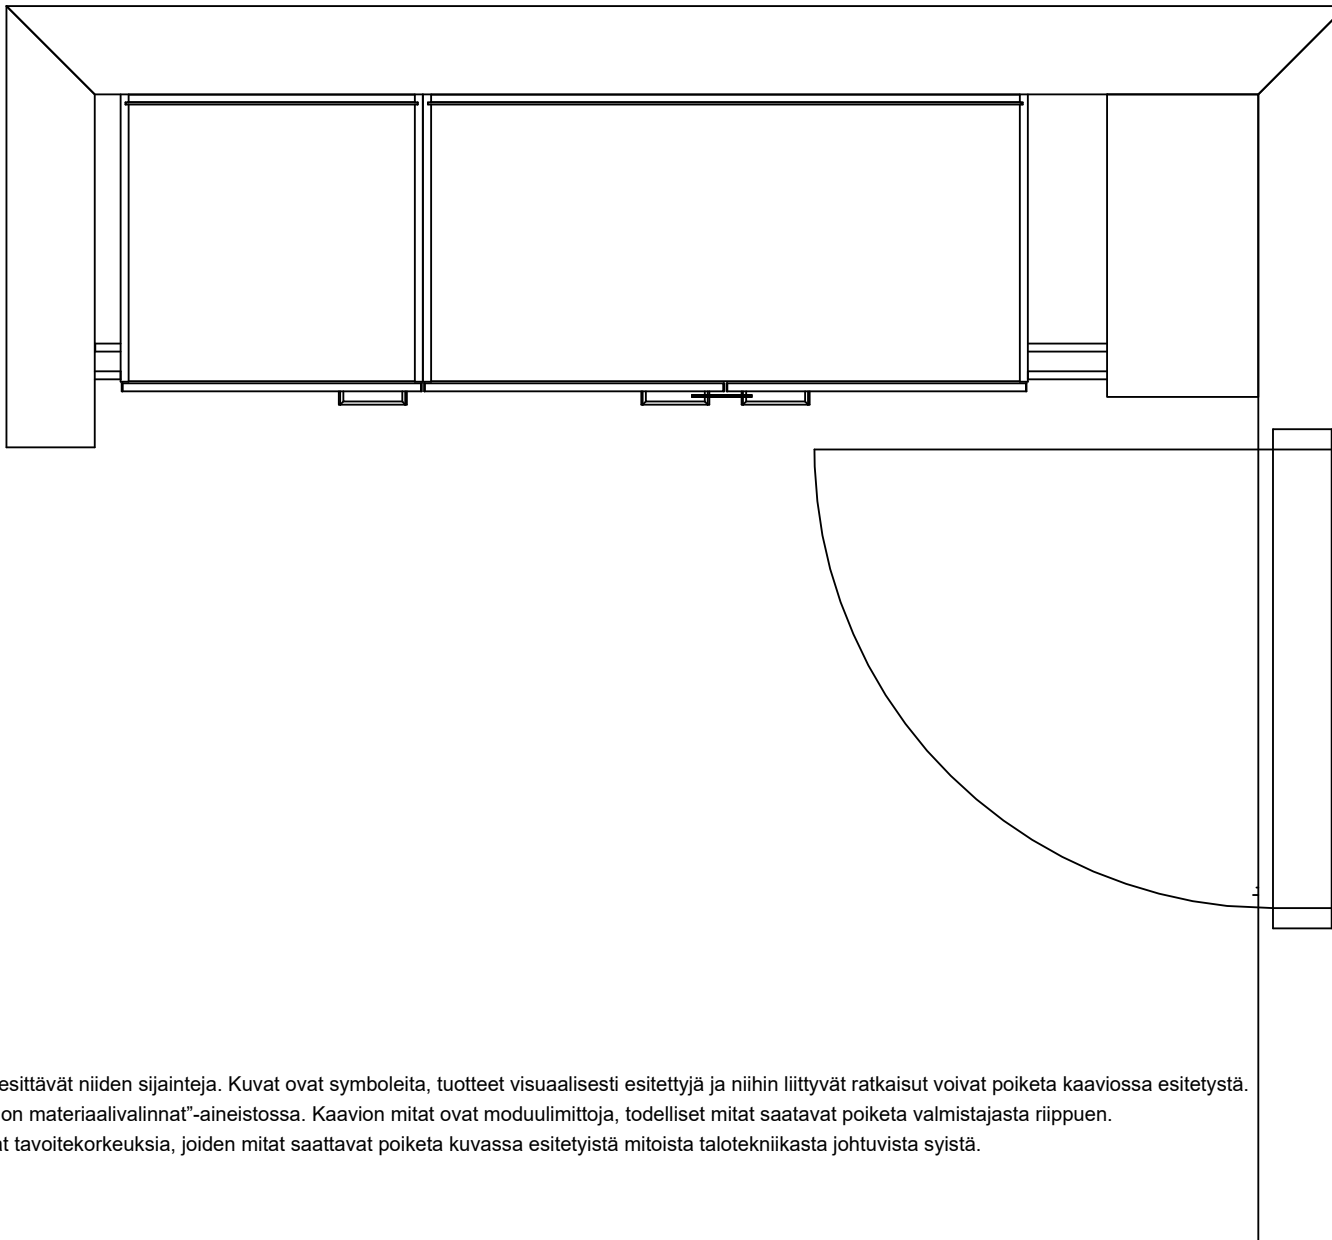 esittävät niiden sijainteja. Kuvat ovat symboleita, tuotteet visuaalisesti esitettyjä ja niihin liittyvät ratkaisut voivat poiketa kaaviossa esitetystä.
on materiaalivalinnat”-aineistossa. Kaavion mitat ovat moduulimittoja, todelliset mitat saatavat poiketa valmistajasta riippuen.
at tavoitekorkeuksia, joiden mitat saattavat poiketa kuvassa esitetyistä mitoista talotekniikasta johtuvista syistä.